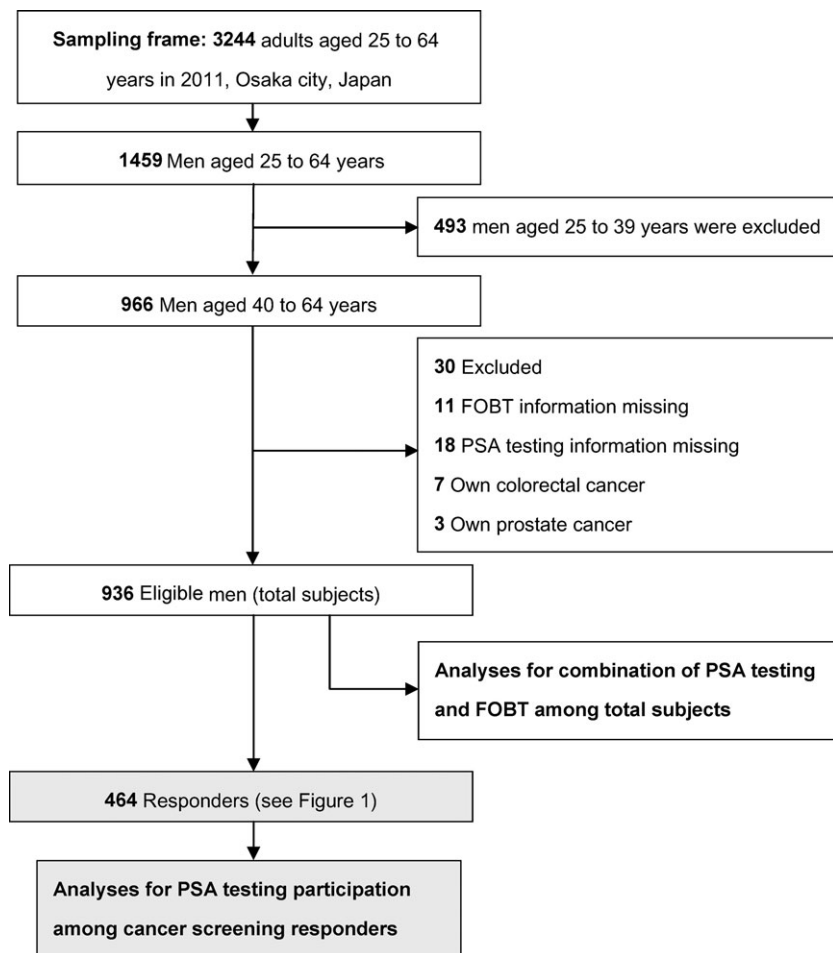 Sampling frame: 3244 adults aged 25 to 64
years in 2011, Osaka city, Japan
1459 Men aged 25 to 64 years
493 men aged 25 to 39 years were excluded
966 Men aged 40 to 64 years
30 Excluded
11 FOBT information missing
18 PSA testing information missing
7 Own colorectal cancer
3 Own prostate cancer
936 Eligible men (total subjects)
Analyses for combination of PSA testing
and FOBT among total subjects
464 Responders (see Figure 1)
Analyses for PSA testing participation
among cancer screening responders